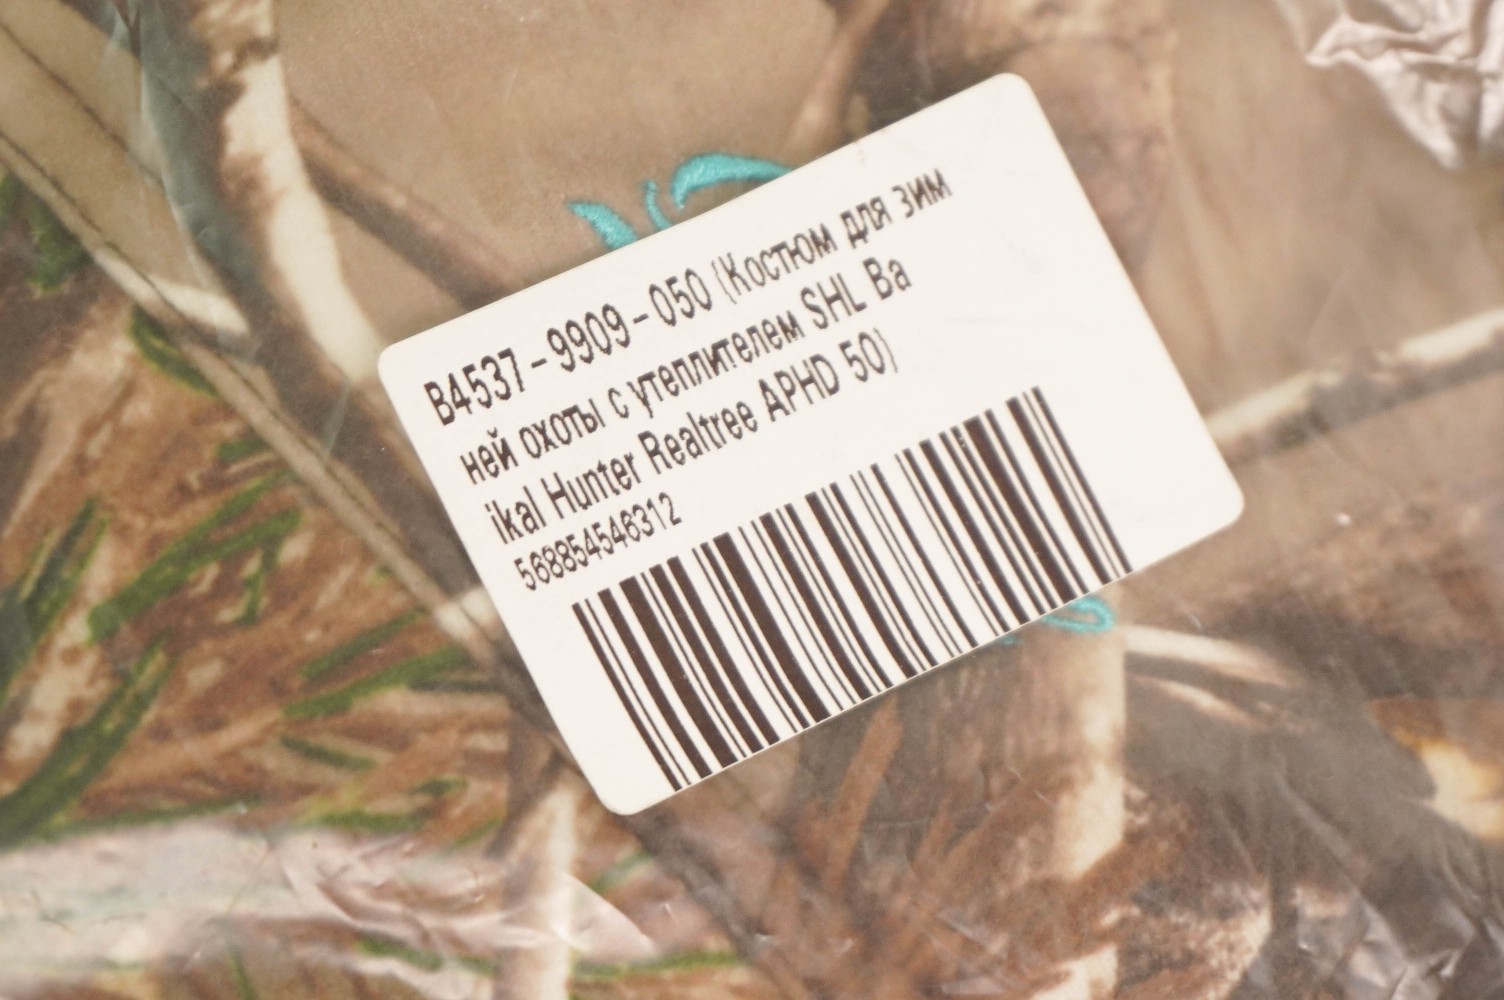 B4537-9909-050 (Костюм для зим
ней охоты с утеплителем SHL Ba
ikal Hunter Realtree APHD 50)
568854546312